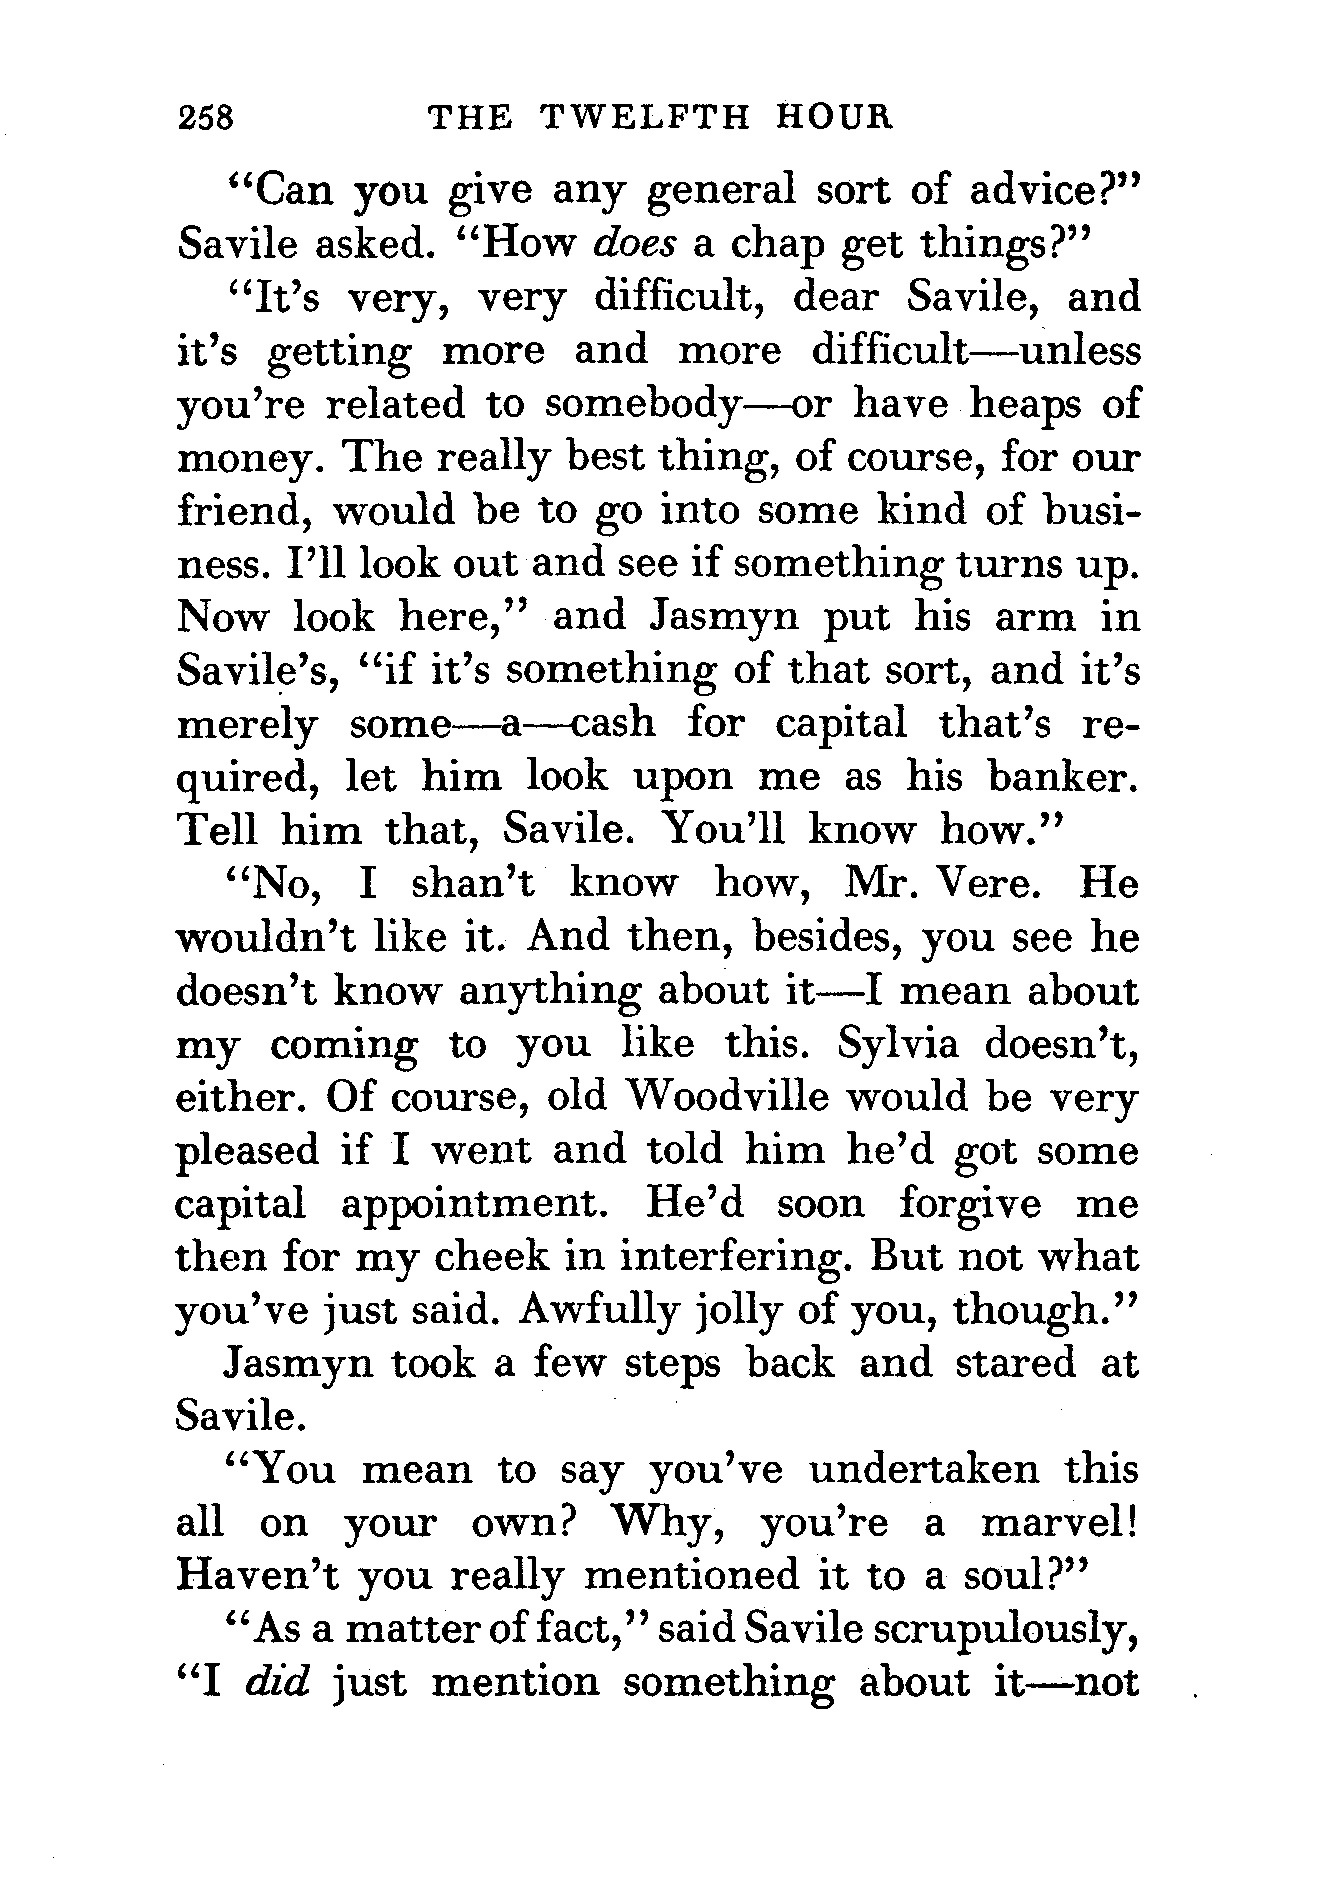 258 THE TWELFTH HOUR
“Can you give any general sort of advice?”
Savile asked. “How does a chap get things?”
“It’s very, very difficult, dear Savile, and
it’s getting more and more difficult—unless
you’re related to somebody—or have heaps of
money. The really best thing, of course, for our
friend, would be to go into some kind of busi-
ness. I’ll look out and see if something turns up.
Now look here,” and Jasmyn put his arm in
Savile’s, “if it’s something of that sort, and it’s
merely some—a—cash for capital that’s re-
quired, let him look upon me as his banker.
Tell him that, Savile. You’ll know how.”
“No, I shan’t know how, Mr. Vere. He
wouldn’t like it. And then, besides, you see he
doesn’t know anything about it—I mean about
my coming to you like this. Sylvia doesn’t,
either. Of course, old Woodville would be very
pleased if I went and told him he’d got some
capital appointment. He’d soon forgive me
then for my cheek in interfering. But not what
you’ve just said. Awfully jolly of you, though.”
Jasmyn took a few steps back and stared at
Savile.
“You mean to say you’ve undertaken this
all on your own? Why, you’re a marvel!
Haven’t you really mentioned it to a soul?”
“As a matter of fact,” said Savile scrupulously,
“I did just mention something about it—not